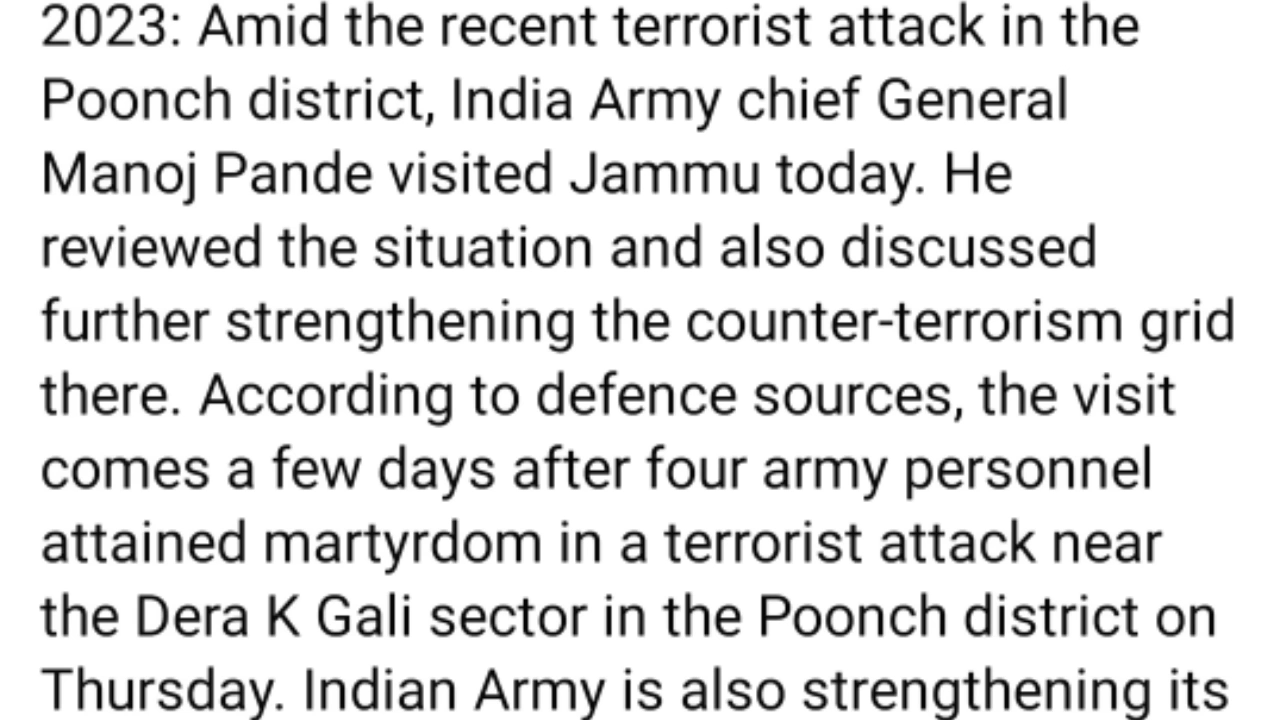 2023: Amid the recent terrorist attack in the
Poonch district, India Army chief General
Manoj Pande visited Jammu today. He
reviewed the situation and also discussed
further strengthening the counter-terrorism grid
there. According to defence sources, the visit
comes a few days after four army personnel
attained martyrdom in a terrorist attack near
the Dera K Gali sector in the Poonch district on
Thursday. Indian Army is also strengthening its